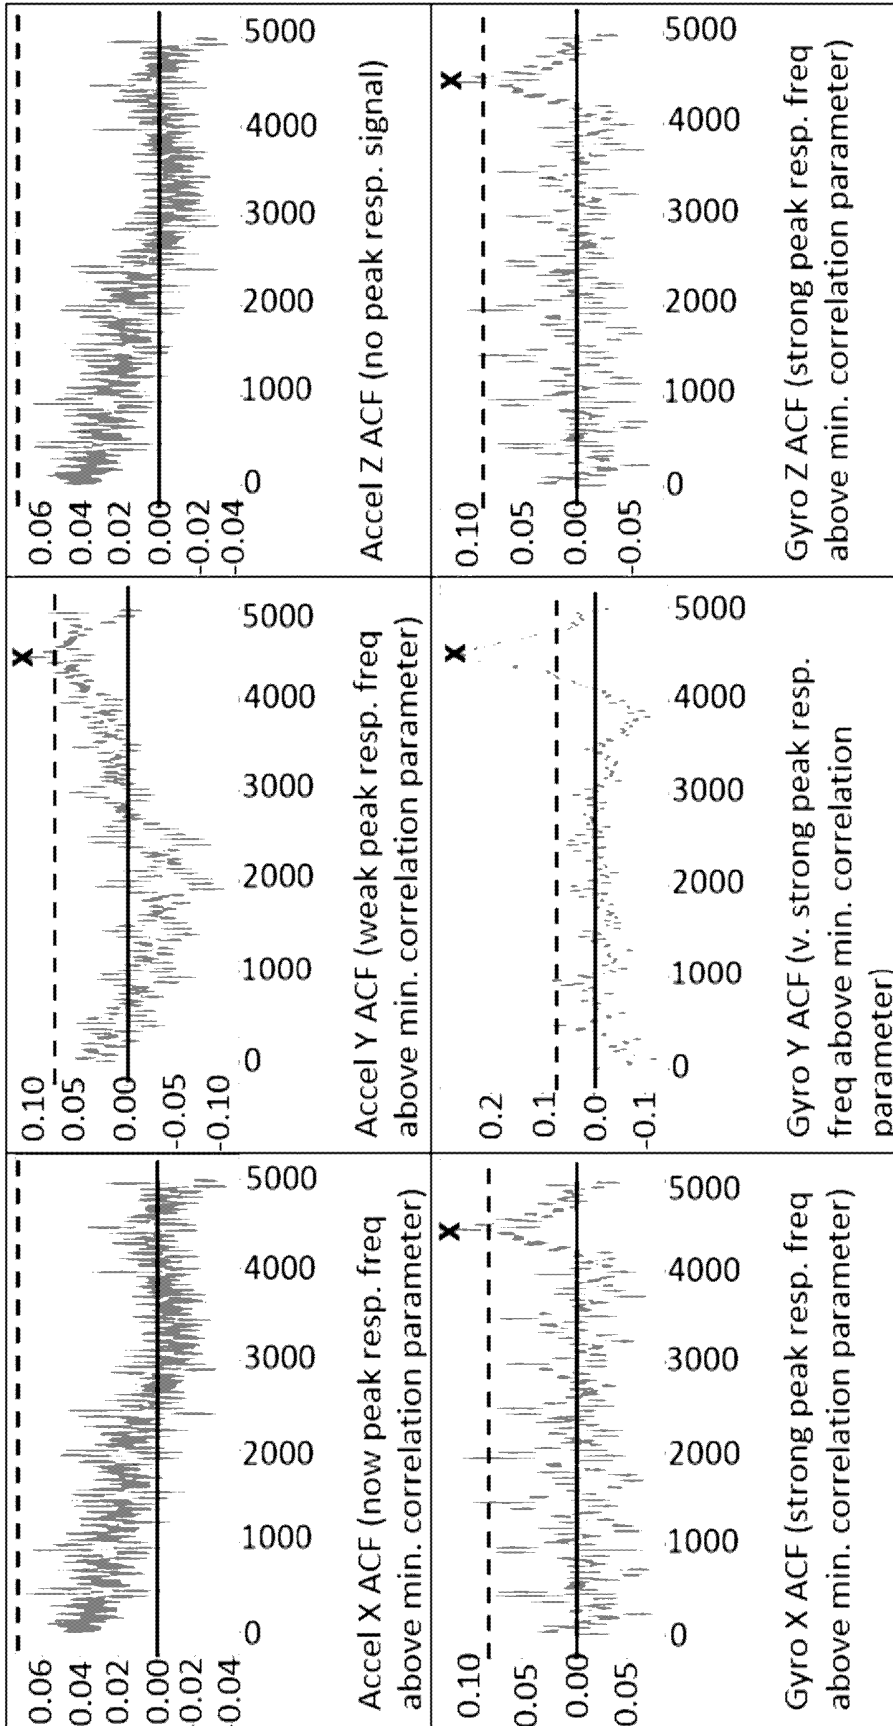 0.06
0.04
0.02
0.00
-0.02
-0.04
0 1000 2000 3000 4000 5000
Accel X ACF (now peak resp. freq
above min. correlation parameter)
X
0.10
0.05
0.00
-0.05
-0.10
0 1000 2000 3000 4000 5000
Accel Y ACF (weak peak resp. freq
above min. correlation parameter)
0.06
0.04
0.02
0.00
-0.02
-0.04
0 1000 2000 3000 4000 5000
Accel Z ACF (no peak resp. signal)
X
0.10
0.05
0.00
0.05
0 1000 2000 3000 4000 5000
Gyro X ACF (strong peak resp. freq
above min. correlation parameter)
X
0.2
0.1
0.0
-0.1
0 1000 2000 3000 4000 5000
Gyro Y ACF (v. strong peak resp.
freq above min. correlation
parameter)
X
0.10
0.05
0.00
-0.05
0 1000 2000 3000 4000 5000
Gyro Z ACF (strong peak resp. freq
above min. correlation parameter)